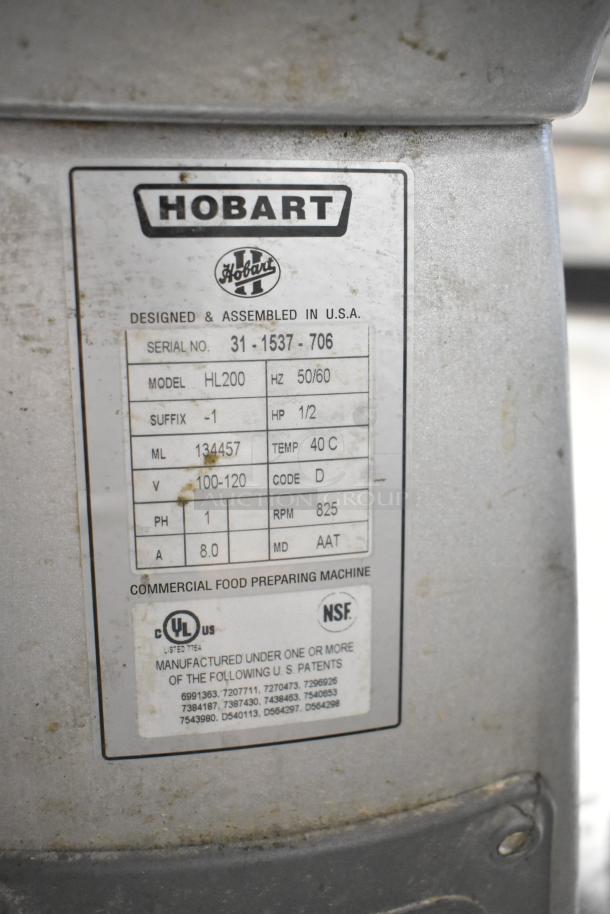 HOBART
Hobart
DESIGNED & ASSEMBLED IN U.S.A.
SERIAL NO. 31 - 1537 - 706
MODEL HL200 HZ 50/60
SUFFIX -1 HP 1/2
ML 134457 TEMP 40 C
V 100-120 CODE D
AUCTION GROUP
PH 1 RPM 825
A 8.0 MD AAT
COMMERCIAL FOOD PREPARING MACHINE
C UL US NSF.
LISTED 776A
MANUFACTURED UNDER ONE OR MORE
OF THE FOLLOWING U. S. PATENTS
6991363, 7207711, 7270473, 7296926
7384187, 7387430, 7438463, 7540653
7543980, D540113, D564297, D564298